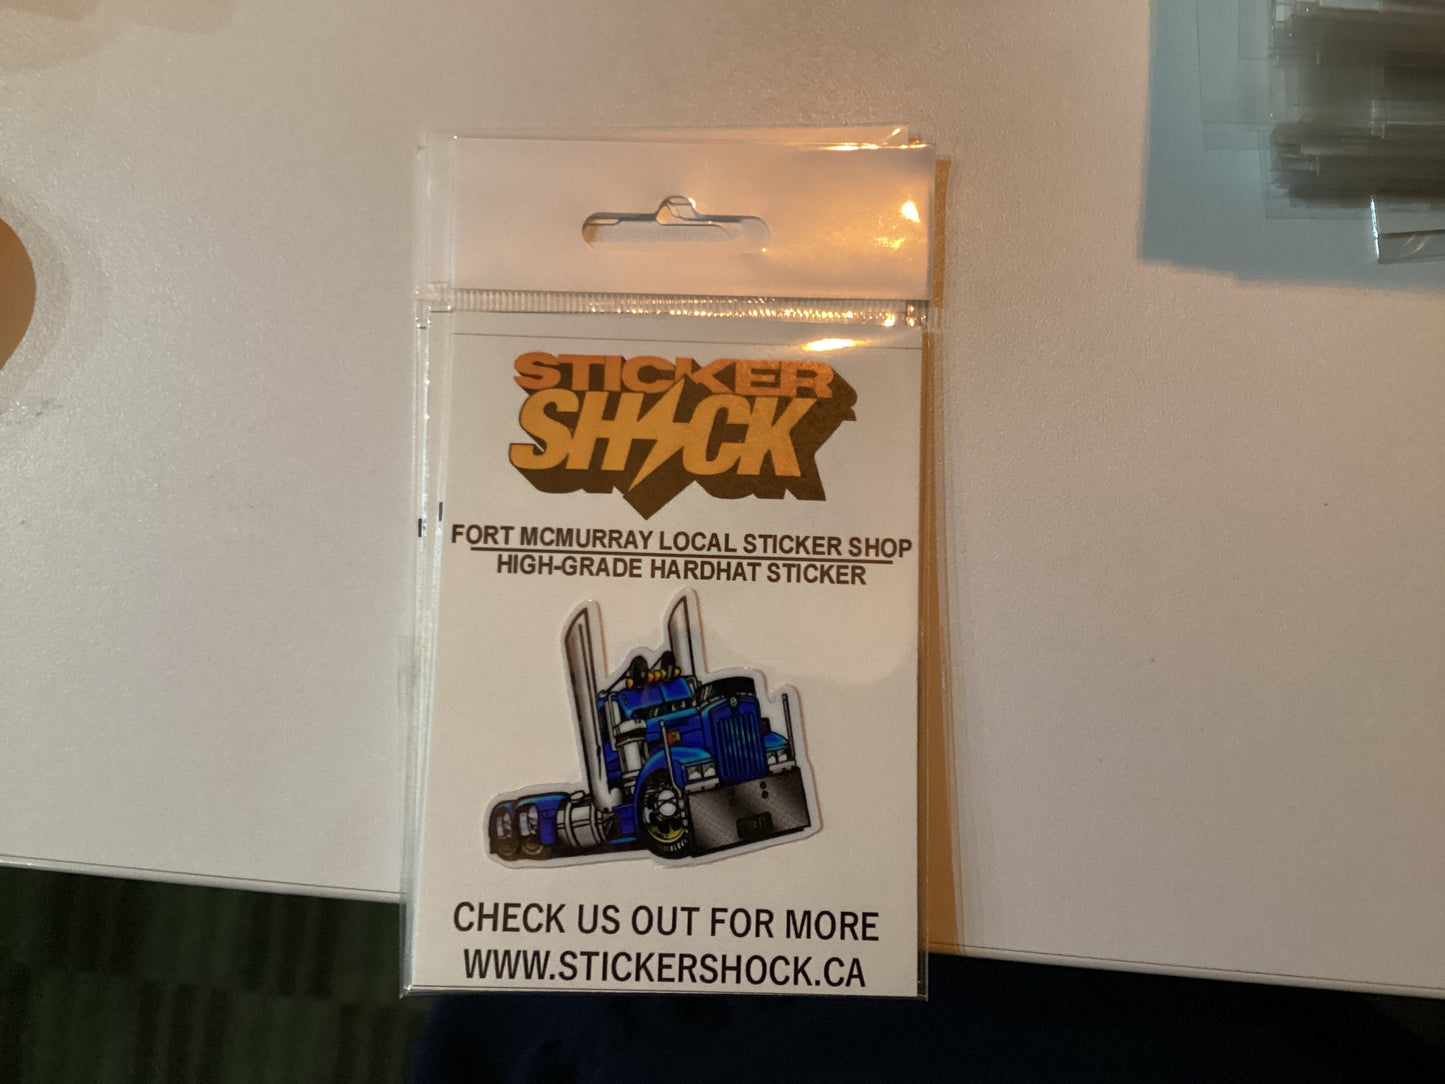 STICKER
SHOCK
FORT MCMURRAY LOCAL STICKER SHOP
HIGH-GRADE HARDHAT STICKER
CHECK US OUT FOR MORE
WWW.STICKERSHOCK.CA